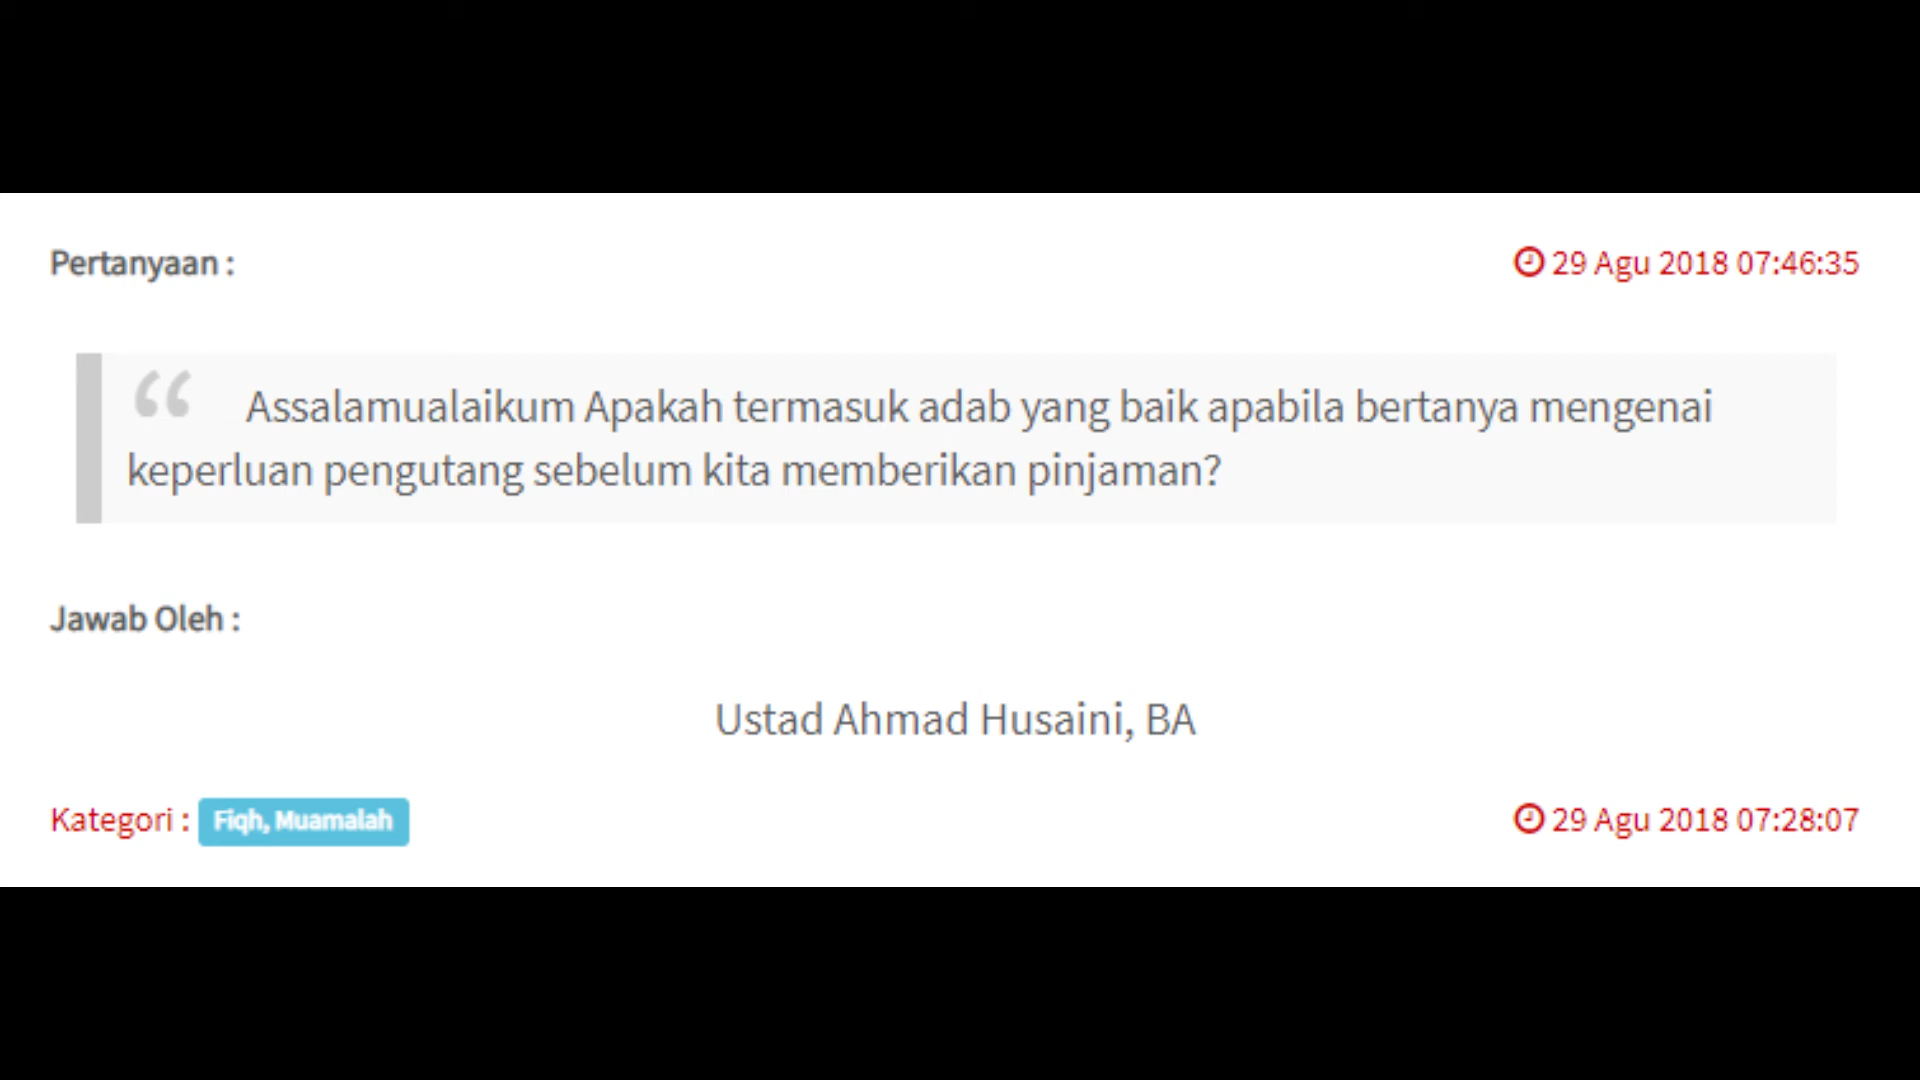 Pertanyaan :
29 Agu 2018 07:46:35
“ Assalamualaikum Apakah termasuk adab yang baik apabila bertanya mengenai
keperluan pengutang sebelum kita memberikan pinjaman?
Jawab Oleh :
Ustad Ahmad Husaini, BA
Kategori : Fiqh, Muamalah
29 Agu 2018 07:28:07